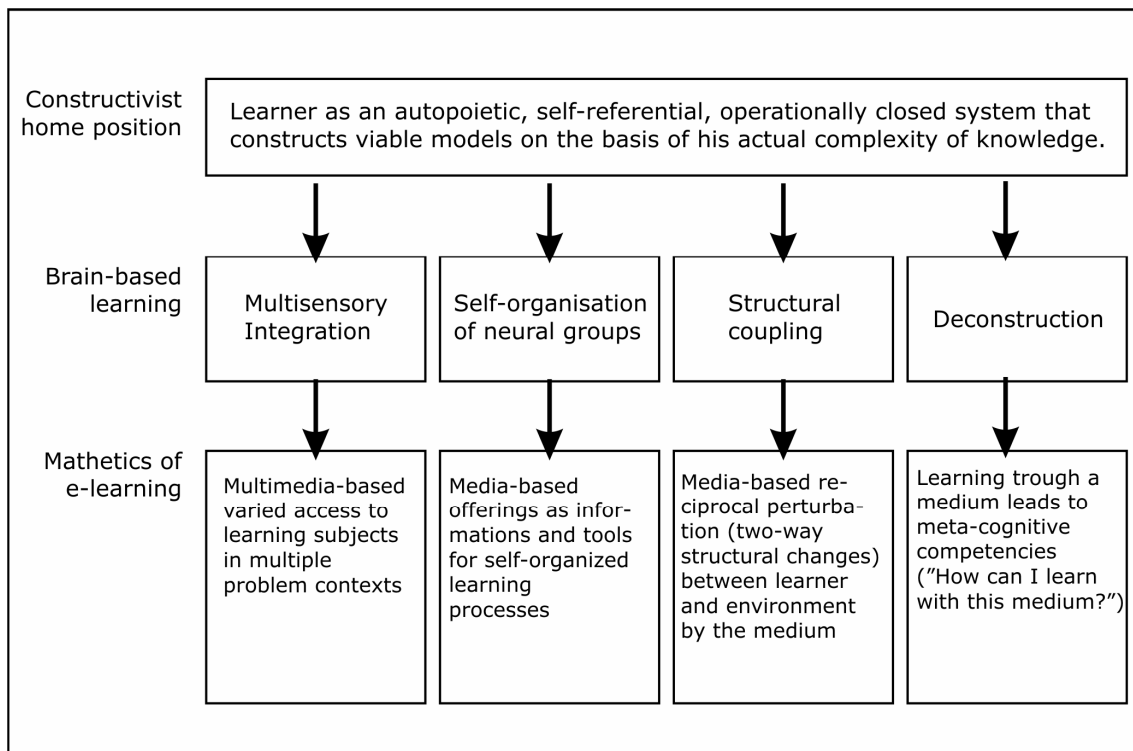 Constructivist
home position
Learner as an autopoietic, self-referential, operationally closed system that
constructs viable models on the basis of his actual complexity of knowledge.
Brain-based
learning
Multisensory
Integration
Self-organisation
of neural groups
Structural
coupling
Deconstruction
Mathetics of
e-learning
Multimedia-based
varied access to
learning subjects
in multiple
problem contexts
Media-based
offerings as infor-
mations and tools
for self-organized
learning
processes
Media-based re-
ciprocal perturba-
tion (two-way
structural changes)
between learner
and environment
by the medium
Learning trough a
medium leads to
meta-cognitive
competencies
(”How can I learn
with this medium?”)